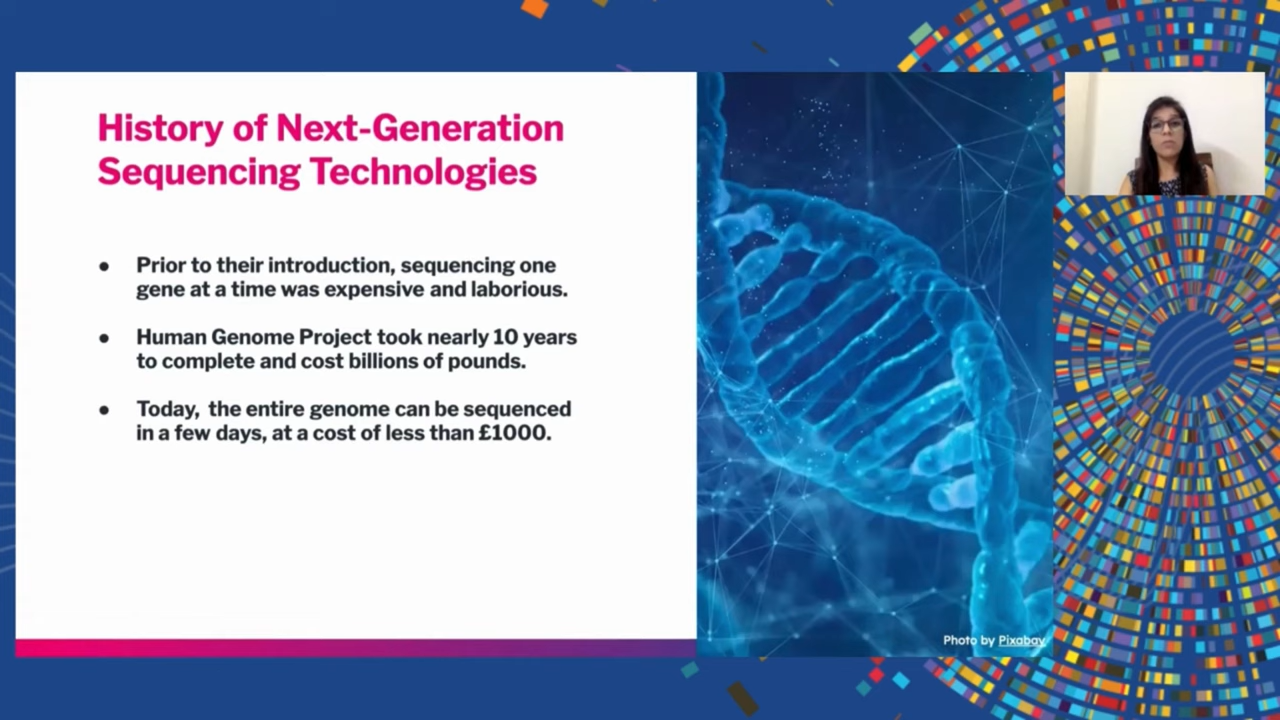 History of Next-Generation
Sequencing Technologies
● Prior to their introduction, sequencing one
gene at a time was expensive and laborious.
● Human Genome Project took nearly 10 years
to complete and cost billions of pounds.
● Today, the entire genome can be sequenced
in a few days, at a cost of less than £1000.
Photo by Pixabay